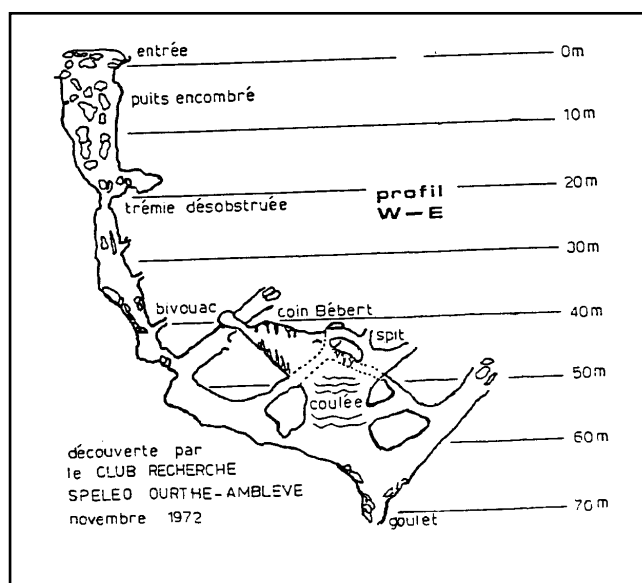 entrée
0m
puits encombré
10m
20m
profil
W-E
trémie désobstruée
30m
bivouac
coin Bébert
40m
spit
50m
coulée
60m
découverte par
le CLUB RECHERCHE
SPELEO OURTHE-AMBLEVE
novembre 1972
70m
goulet